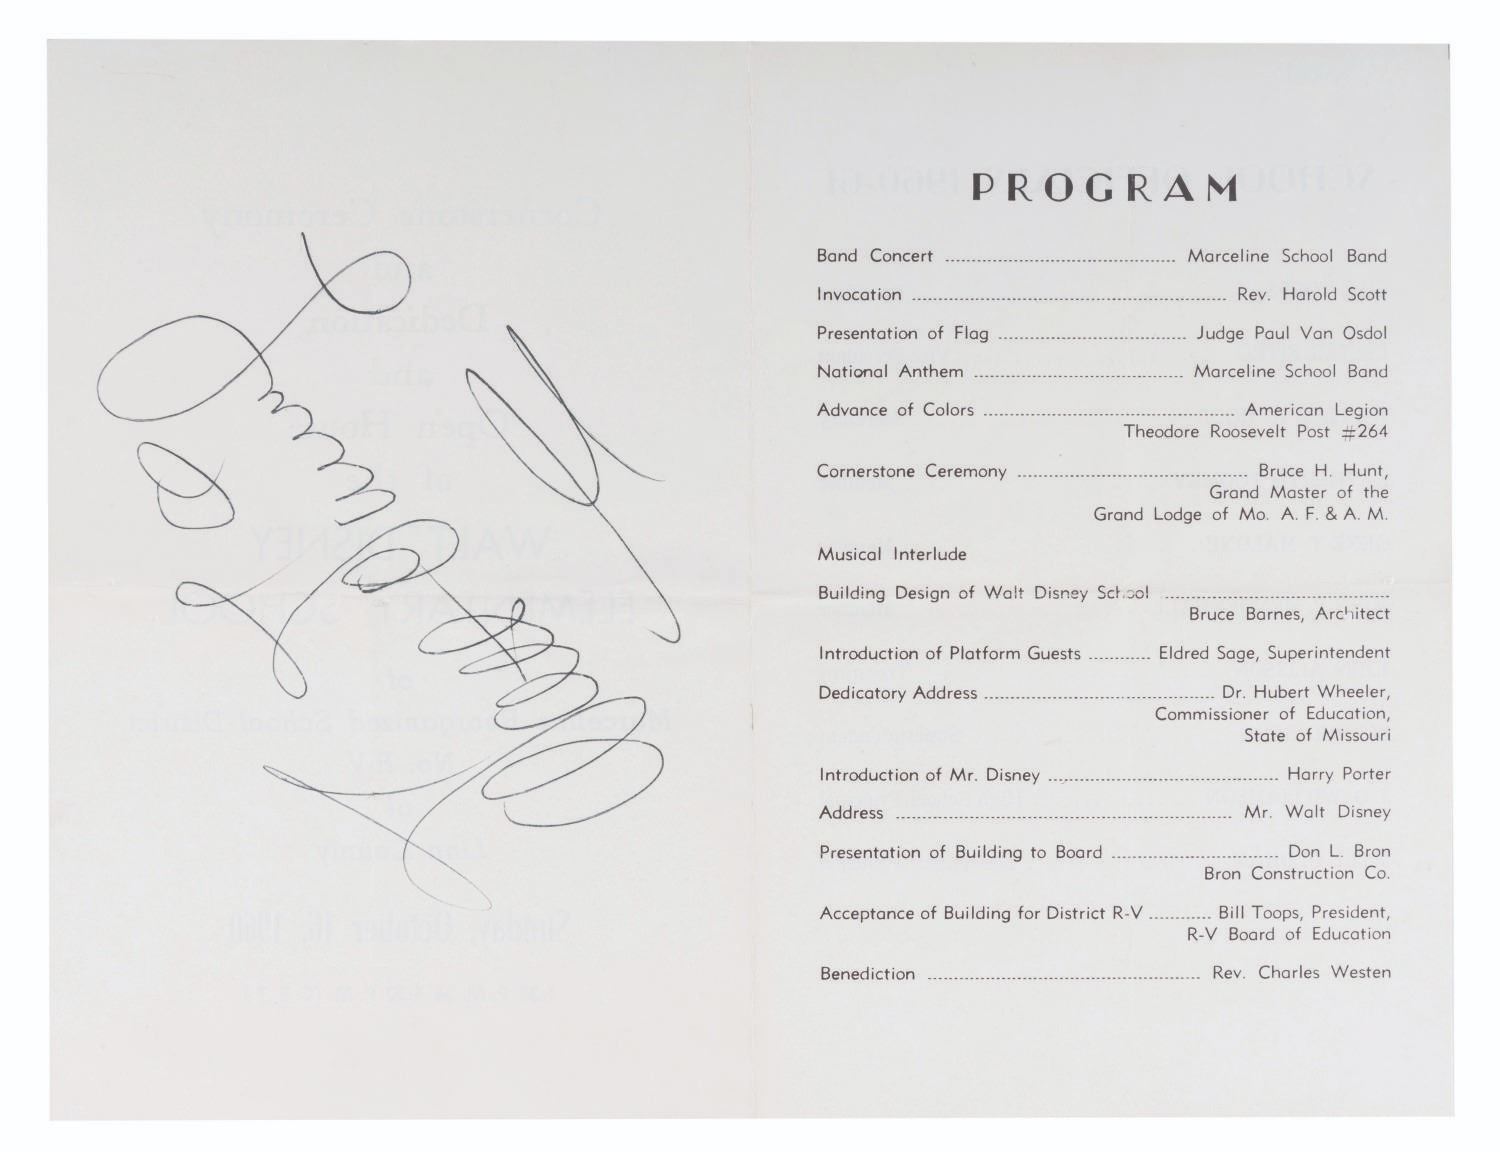 PROGRAM
Band Concert ........ Marceline School Band
Invocation ........ Rev. Harold Scott
Presentation of Flag ........ Judge Paul Van Osdol
National Anthem ........ Marceline School Band
Advance of Colors ........ American Legion
Theodore Roosevelt Post #264
Cornerstone Ceremony ........ Bruce H. Hunt,
Grand Master of the
Grand Lodge of Mo. A. F. & A. M.
Musical Interlude
Building Design of Walt Disney School ........
Bruce Barnes, Architect
Introduction of Platform Guests ........ Eldred Sage, Superintendent
Dedicatory Address ........ Dr. Hubert Wheeler,
Commissioner of Education,
State of Missouri
Introduction of Mr. Disney ........ Harry Porter
Address ........ Mr. Walt Disney
Presentation of Building to Board ........ Don L. Bron
Bron Construction Co.
Acceptance of Building for District R-V ........ Bill Toops, President,
R-V Board of Education
Benediction ........ Rev. Charles Westen